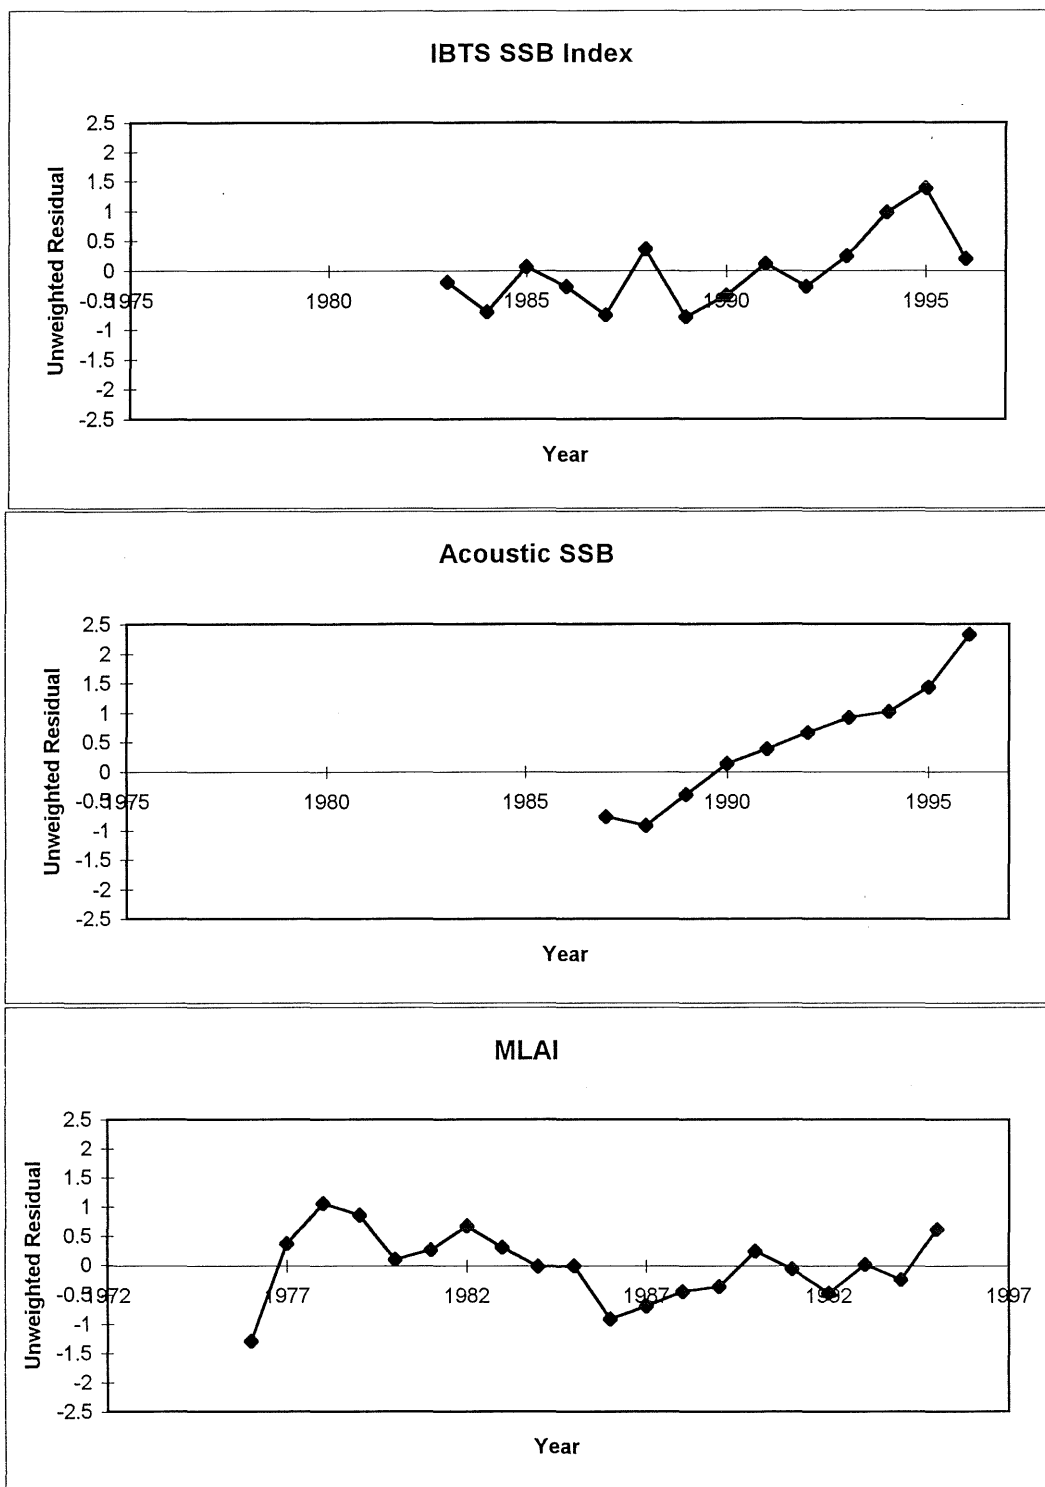 IBTS SSB Index
2.5
2
1.5
1
0.5
0
-0.5
-1
-1.5
-2
-2.5
1975 1980 1985 1990 1995
Unweighted Residual
Year
Acoustic SSB
2.5
2
1.5
1
0.5
0
-0.5
-1
-1.5
-2
-2.5
1975 1980 1985 1990 1995
Unweighted Residual
Year
MLAI
2.5
2
1.5
1
0.5
0
-0.5
-1
-1.5
-2
-2.5
1972 1977 1982 1987 1992 1997
Unweighted Residual
Year